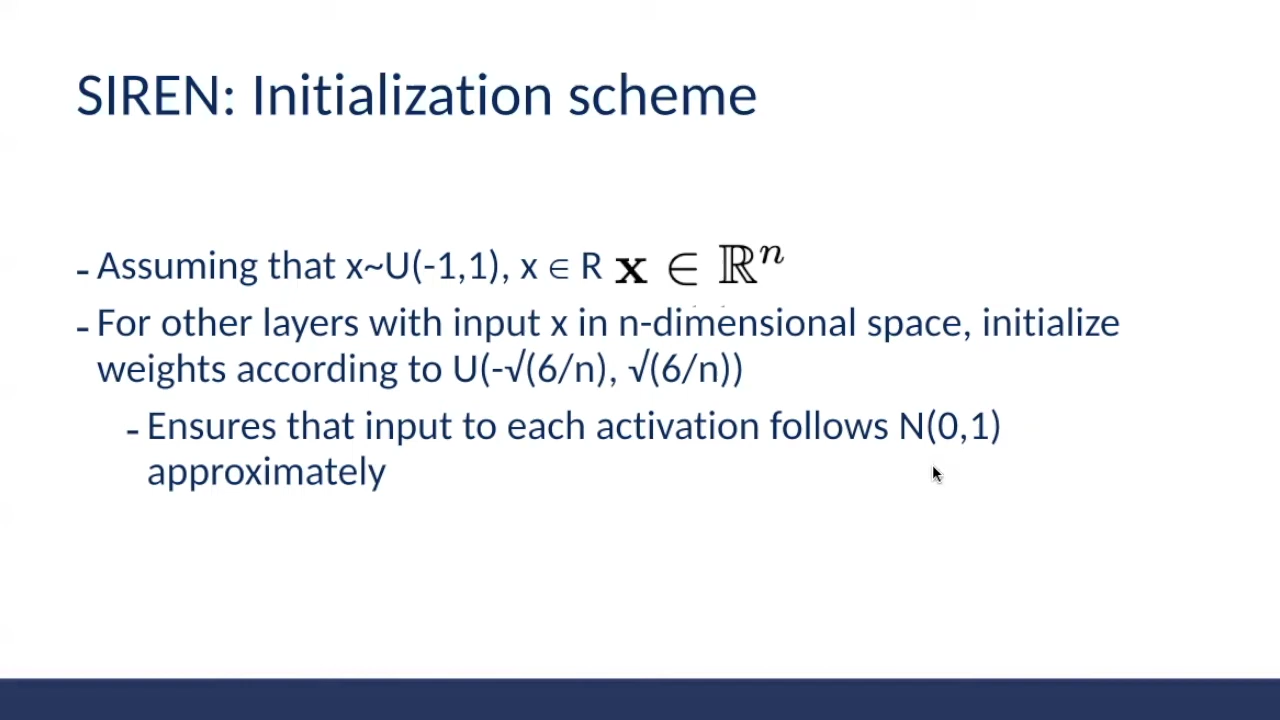 SIREN: Initialization scheme
- Assuming that x~U(-1,1), x ∈ R 𝐱 ∈ ℝⁿ
- For other layers with input x in n-dimensional space, initialize
weights according to U(-√(6/n), √(6/n))
- Ensures that input to each activation follows N(0,1)
approximately